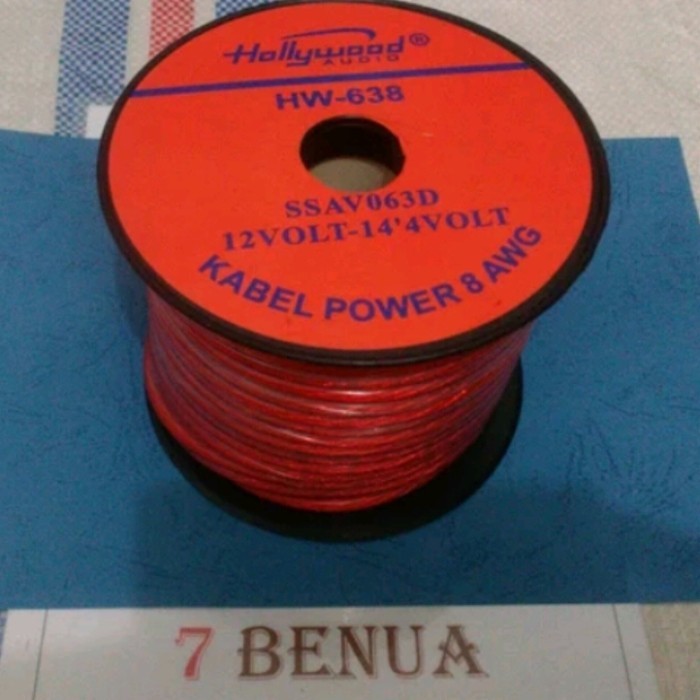 Hollywood®
AUDIO
HW-638
SSAV063D
12VOLT-14'4VOLT
KABEL POWER 8 AWG
7 BENUA